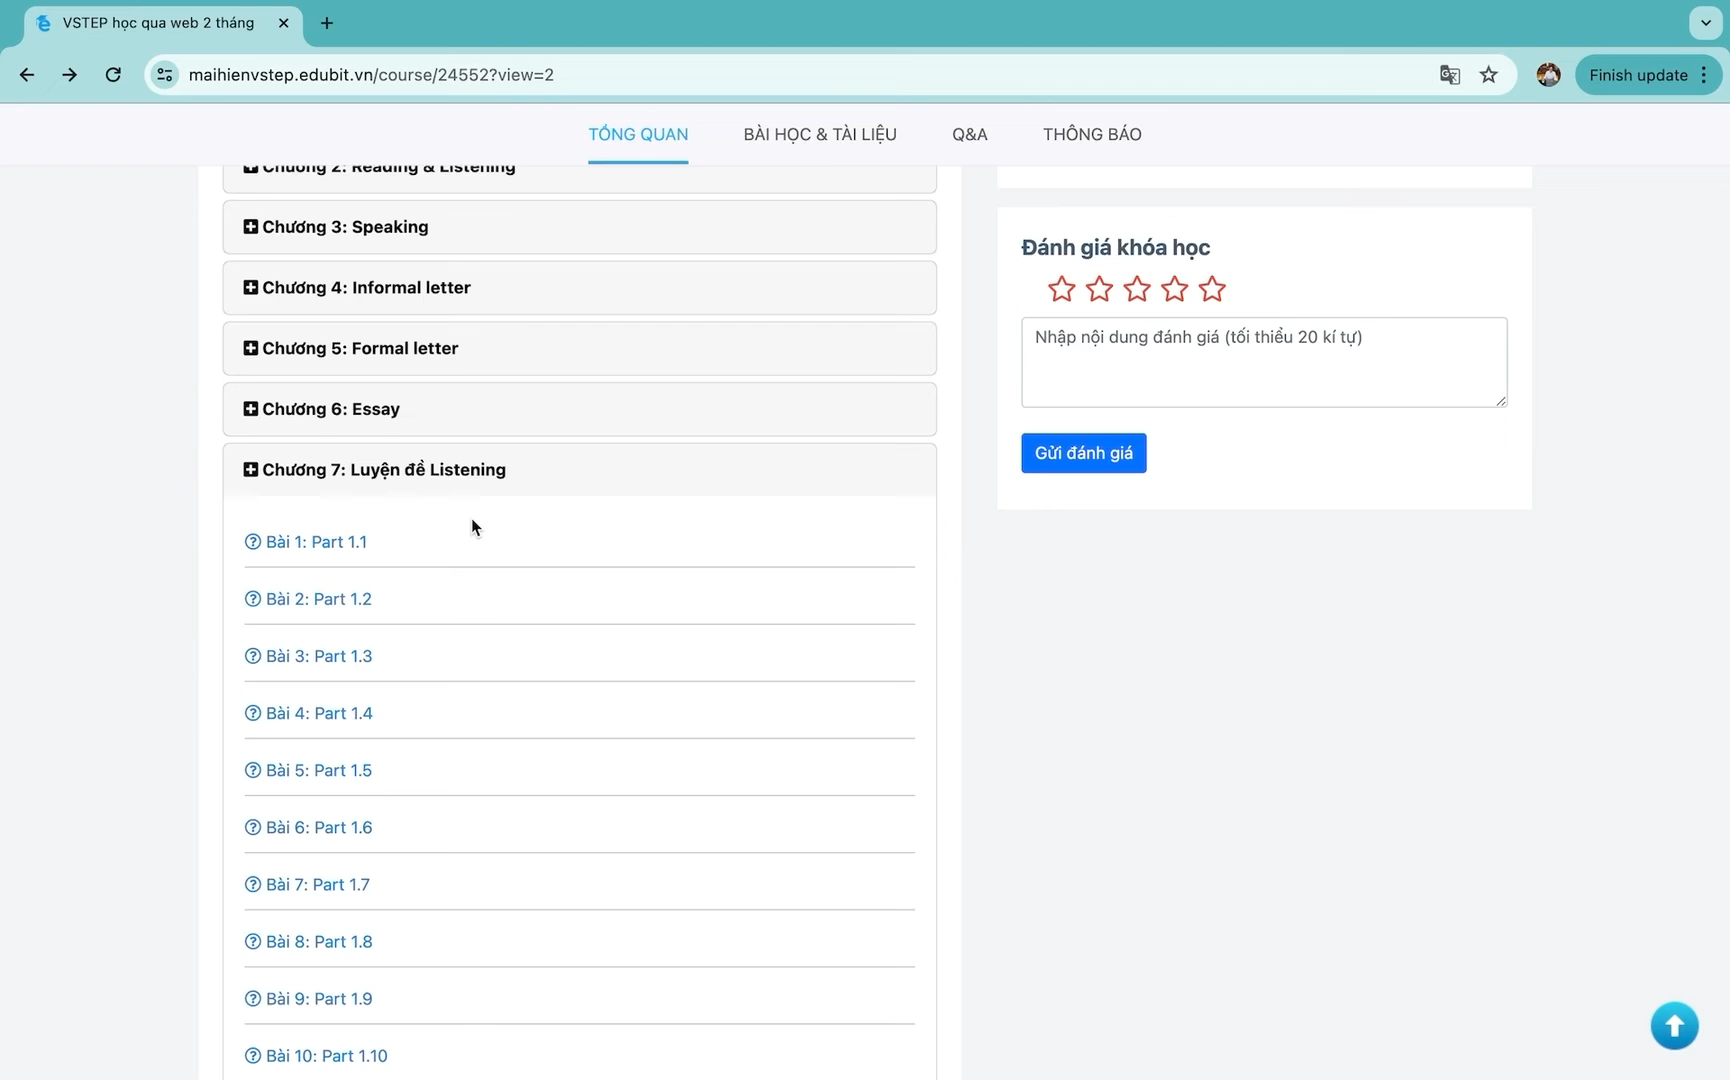 VSTEP học qua web 2 tháng
maihienvstep.edubit.vn/course/24552?view=2
Finish update
TỔNG QUAN
BÀI HỌC & TÀI LIỆU
Q&A
THÔNG BÁO
Chương 2: Reading & Listening
Chương 3: Speaking
Chương 4: Informal letter
Chương 5: Formal letter
Chương 6: Essay
Chương 7: Luyện đề Listening
Bài 1: Part 1.1
Bài 2: Part 1.2
Bài 3: Part 1.3
Bài 4: Part 1.4
Bài 5: Part 1.5
Bài 6: Part 1.6
Bài 7: Part 1.7
Bài 8: Part 1.8
Bài 9: Part 1.9
Bài 10: Part 1.10
Đánh giá khóa học
Nhập nội dung đánh giá (tối thiểu 20 kí tự)
Gửi đánh giá